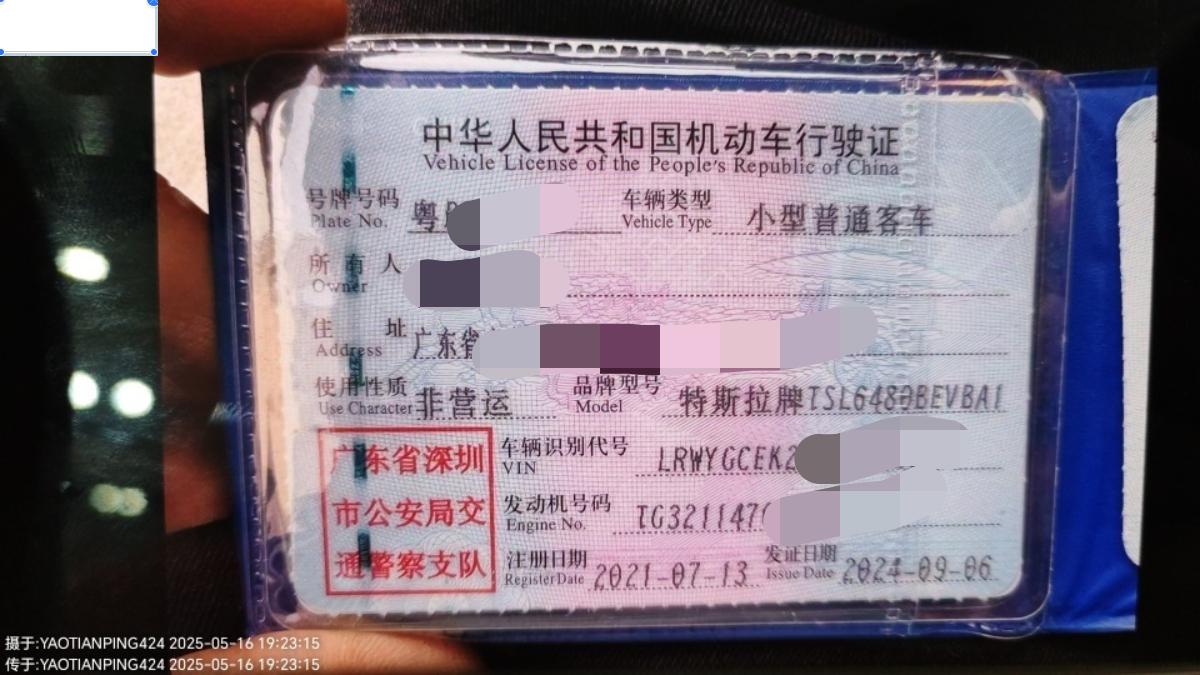 中华人民共和国机动车行驶证
Vehicle License of the People's Republic of China
号牌号码 粤 车辆类型 小型普通客车
Plate No. Vehicle Type
所有人
Owner
住址 广东省
Address
使用性质 非营运 品牌型号 特斯拉牌TSL6480BEVBA1
Use Character Model
广东省深圳
市公安局交
通警察支队
车辆识别代号 LRWYGCEK2
VIN
发动机号码 TG3211476
Engine No.
注册日期 2021-07-13 发证日期 2024-09-06
Register Date Issue Date
摄于:YAOTIANPING424 2025-05-16 19:23:15
传于:YAOTIANPING424 2025-05-16 19:23:15